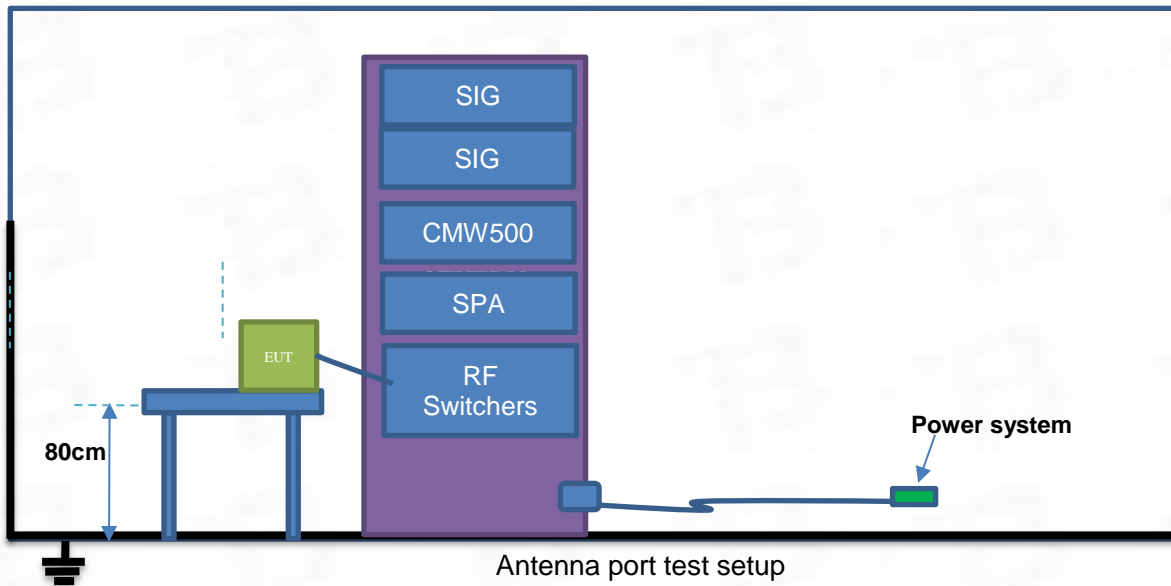 SIG
SIG
CMW500
SPA
EUT
RF
Switchers
Power system
80cm
Antenna port test setup